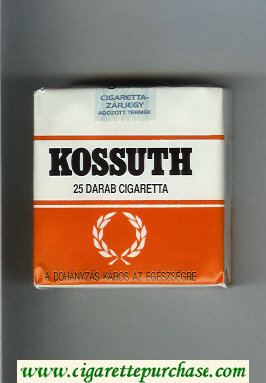 CIGARETTA-
ZÁRJEGY
ADÓZOTT TERMÉK
KOSSUTH
25 DARAB CIGARETTA
A DOHÁNYZÁS KÁROS AZ EGÉSZSÉGRE
www.cigarettepurchase.com